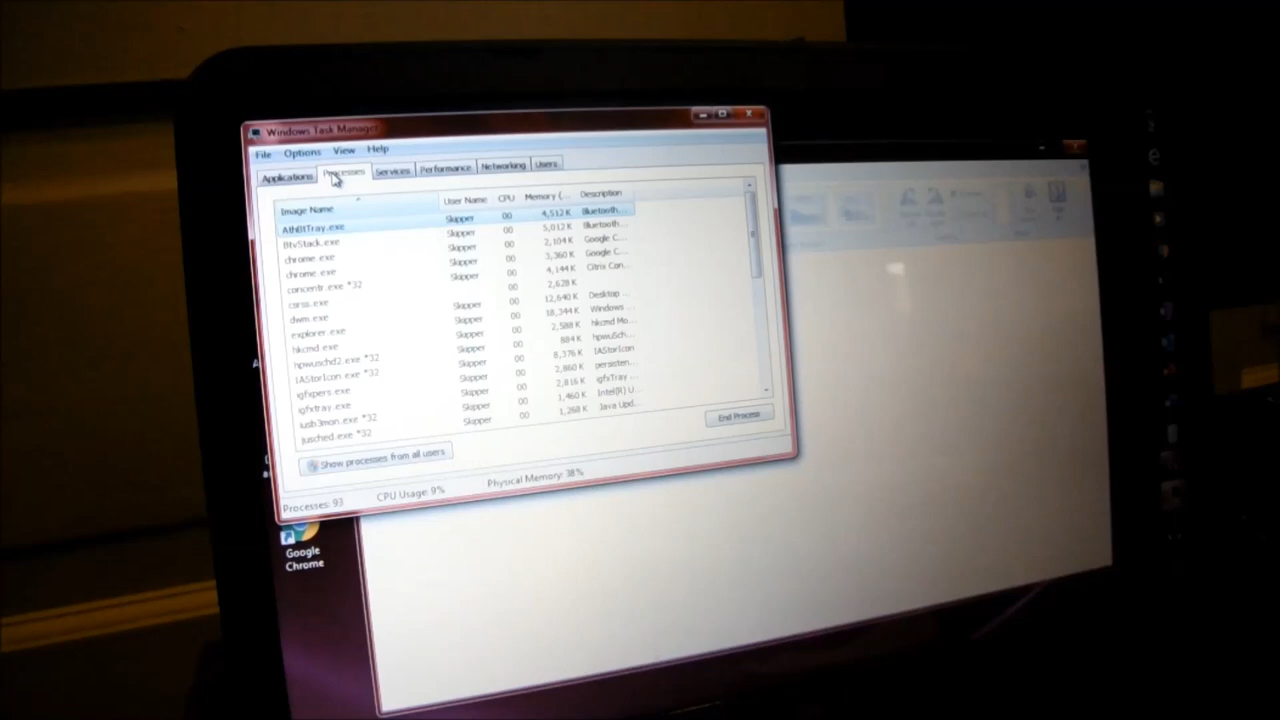 Windows Task Manager
File Options View Help
Applications Processes Services Performance Networking Users
Image Name User Name CPU Memory (... Description
AthBtTray.exe Skipper 00 4,512 K Bluetooth...
BtvStack.exe Skipper 00 5,012 K Bluetooth...
chrome.exe Skipper 00 2,104 K Google C...
chrome.exe Skipper 00 3,360 K Google C...
concentr.exe *32 Skipper 00 4,144 K Citrix Con...
csrss.exe 00 2,628 K
dwm.exe Skipper 00 12,640 K Desktop ...
explorer.exe Skipper 00 18,344 K Windows ...
hkcmd.exe Skipper 00 2,588 K hkcmd Mo...
hpwuschd2.exe *32 Skipper 00 884 K hpwuSch...
IAStorIcon.exe *32 Skipper 00 8,376 K IAStorIcon
igfxpers.exe Skipper 00 2,860 K persisten...
igfxtray.exe Skipper 00 2,816 K igfxTray ...
iusb3mon.exe *32 Skipper 00 1,460 K Intel(R) U...
jusched.exe *32 Skipper 00 1,268 K Java Upd...
Show processes from all users End Process
Processes: 93 CPU Usage: 9% Physical Memory: 38%
Google
Chrome